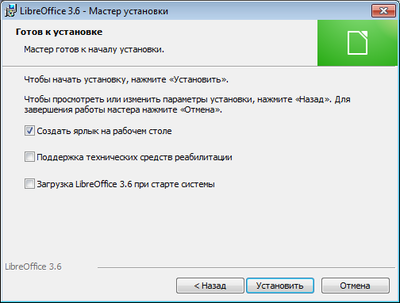 LibreOffice 3.6 - Мастер установки
Готов к установке
Мастер готов к началу установки.
Чтобы начать установку, нажмите «Установить».
Чтобы просмотреть или изменить параметры установки, нажмите «Назад». Для
завершения работы мастера нажмите «Отмена».
Создать ярлык на рабочем столе
Поддержка технических средств реабилитации
Загрузка LibreOffice 3.6 при старте системы
LibreOffice 3.6
< Назад
Установить
Отмена